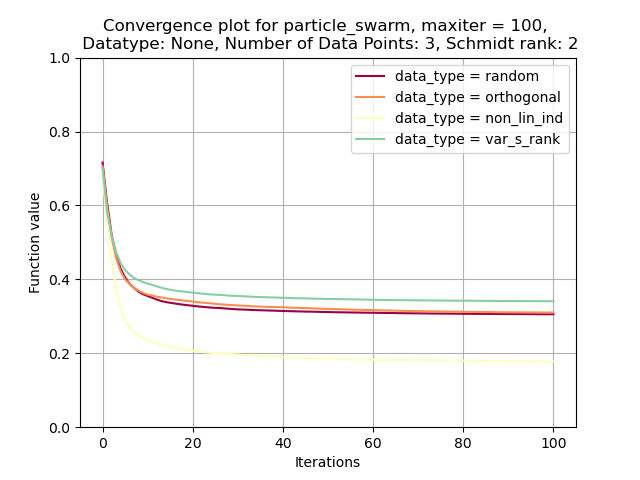 Convergence plot for particle_swarm, maxiter = 100,
Datatype: None, Number of Data Points: 3, Schmidt rank: 2
data_type = random
data_type = orthogonal
data_type = non_lin_ind
data_type = var_s_rank
Function value
1.0
0.8
0.6
0.4
0.2
0.0
0 20 40 60 80 100
Iterations